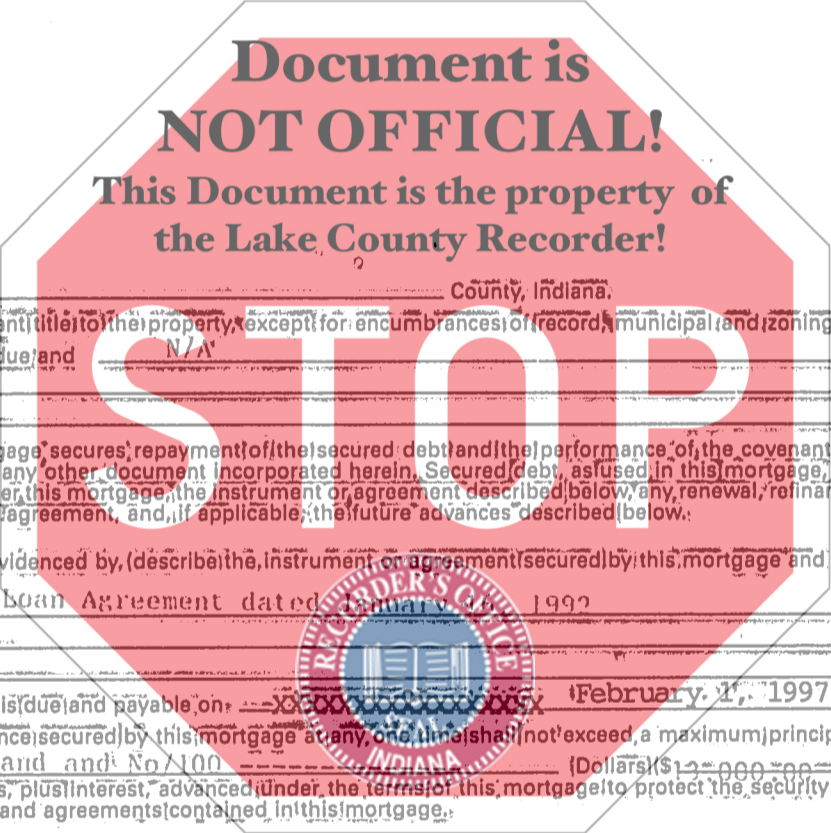 Document is
NOT OFFICIAL!
This Document is the property of
the Lake County Recorder!
County, Indiana.
title to the property, except for encumbrances of record, municipal and zoning
and N/A
STOP
secures repayment of the secured debt and the performance of the covenant
any other document incorporated herein. Secured debt, as used in this mortgage,
this mortgage, the instrument or agreement described below, any renewal,
agreement, and, if applicable, the future advances described below.
by (describe the instrument or agreement secured by this mortgage and
Loan Agreement dated January 16, 1992
RECORDER'S OFFICE
is due and payable on XX February 1, 1997
secured by this mortgage at any one time shall not exceed a maximum
and No/100 (Dollars) ($
INDIANA
plus interest, advanced under the terms of this mortgage to protect the security
and agreements contained in this mortgage.